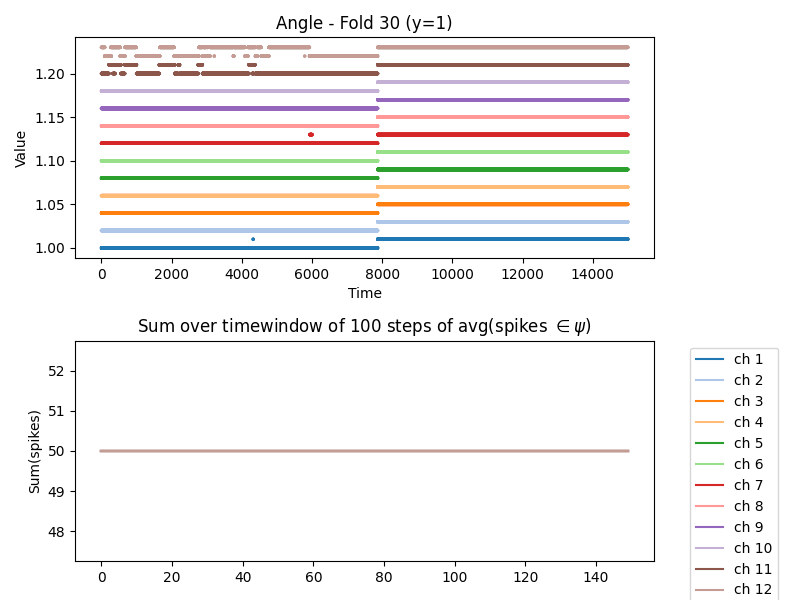 Angle - Fold 30 (y=1)
1.20
1.15
1.10
1.05
1.00
Value
0 2000 4000 6000 8000 10000 12000 14000
Time
Sum over timewindow of 100 steps of avg(spikes ∈ ψ)
52
51
50
49
48
Sum(spikes)
0 20 40 60 80 100 120 140
ch 1
ch 2
ch 3
ch 4
ch 5
ch 6
ch 7
ch 8
ch 9
ch 10
ch 11
ch 12